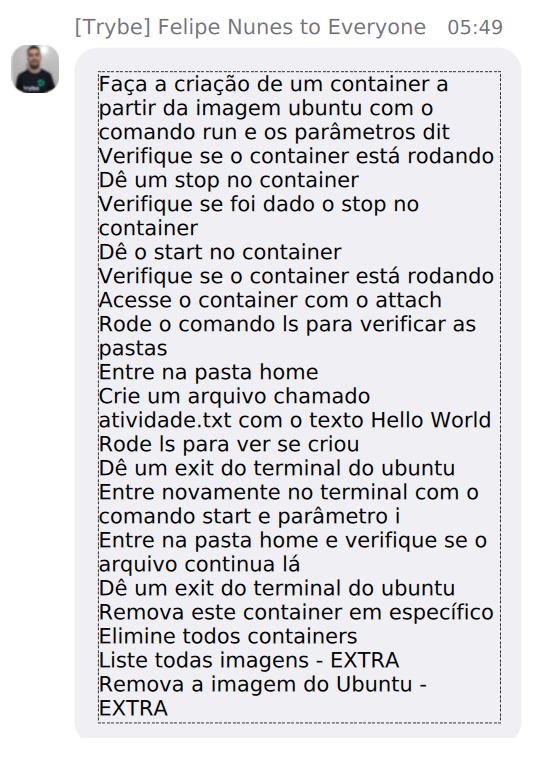 [Trybe] Felipe Nunes to Everyone 05:49
Faça a criação de um container a
partir da imagem ubuntu com o
comando run e os parâmetros dit
Verifique se o container está rodando
Dê um stop no container
Verifique se foi dado o stop no
container
Dê o start no container
Verifique se o container está rodando
Acesse o container com o attach
Rode o comando ls para verificar as
pastas
Entre na pasta home
Crie um arquivo chamado
atividade.txt com o texto Hello World
Rode ls para ver se criou
Dê um exit do terminal do ubuntu
Entre novamente no terminal com o
comando start e parâmetro i
Entre na pasta home e verifique se o
arquivo continua lá
Dê um exit do terminal do ubuntu
Remova este container em específico
Elimine todos containers
Liste todas imagens - EXTRA
Remova a imagem do Ubuntu -
EXTRA